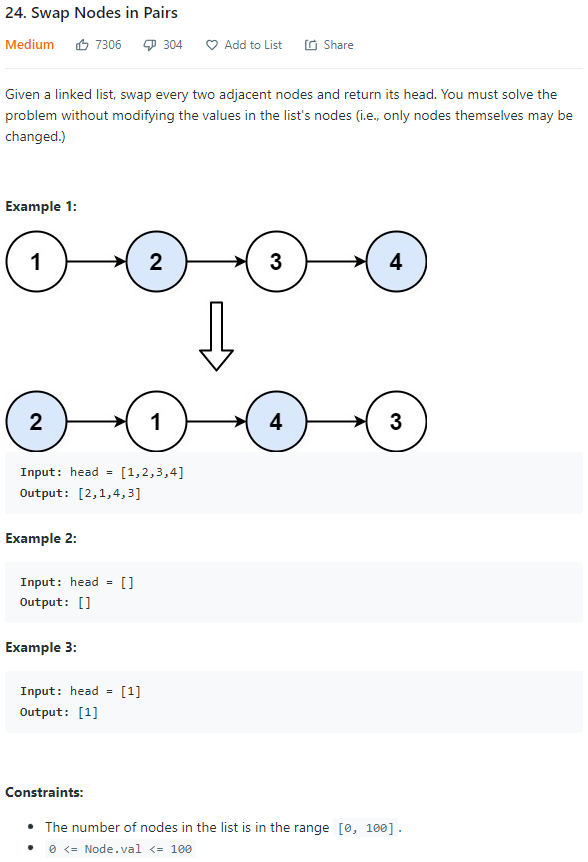 24. Swap Nodes in Pairs
Medium 7306 304 Add to List Share
Given a linked list, swap every two adjacent nodes and return its head. You must solve the
problem without modifying the values in the list's nodes (i.e., only nodes themselves may be
changed.)
Example 1:
1 2 3 4
2 1 4 3
Input: head = [1,2,3,4]
Output: [2,1,4,3]
Example 2:
Input: head = []
Output: []
Example 3:
Input: head = [1]
Output: [1]
Constraints:
• The number of nodes in the list is in the range [0, 100].
• 0 <= Node.val <= 100